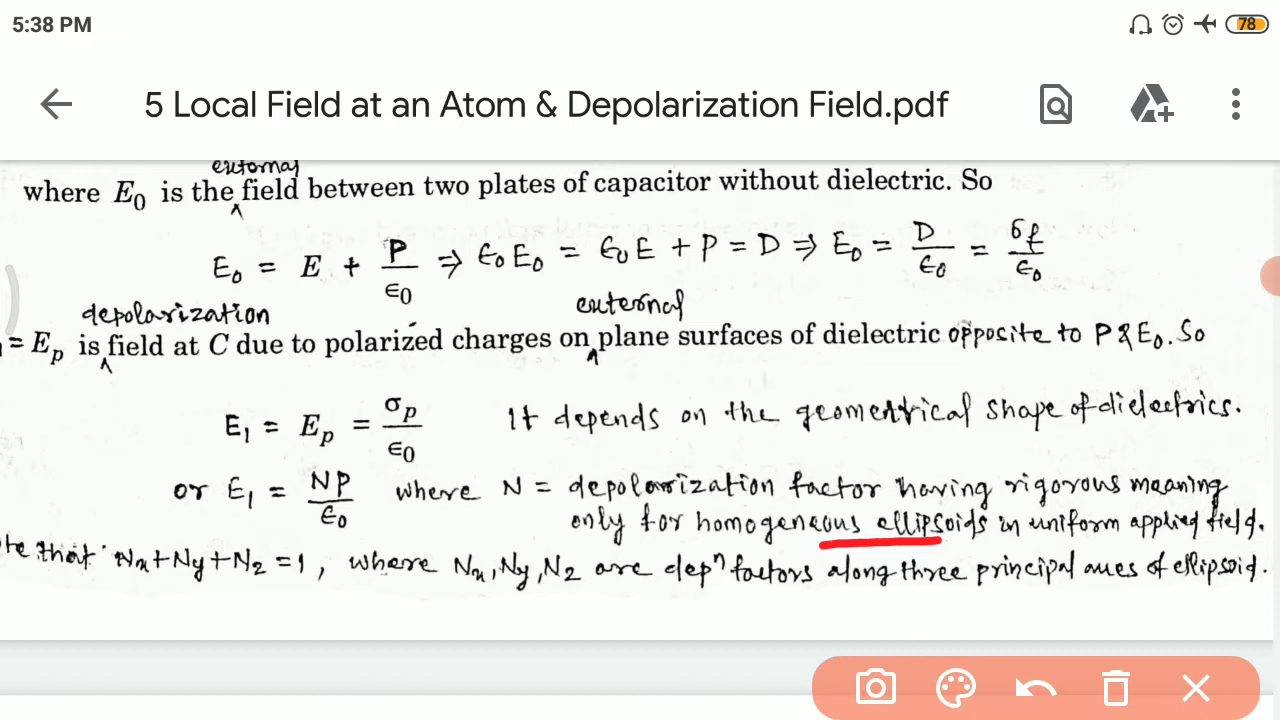 5:38 PM
78
5 Local Field at an Atom & Depolarization Field.pdf
external
where E₀ is the ^ field between two plates of capacitor without dielectric. So
E₀ = E + P/ϵ₀ ⇒ ϵ₀E₀ = ϵ₀E + P = D ⇒ E₀ = D/ϵ₀ = σf/ϵ₀
depolarization external
= Eₚ is ^ field at C due to polarized charges on ^ plane surfaces of dielectric opposite to P & E₀. So
E₁ = Eₚ = σₚ/ϵ₀ It depends on the geometrical shape of dielectrics.
or E₁ = NP/ϵ₀ where N = depolarization factor having rigorous meaning
only for homogeneous ellipsoids in uniform applied field.
te that Nx+Ny+Nz=1, where Nx, Ny, Nz are depⁿ factors along three principal axes of ellipsoid.